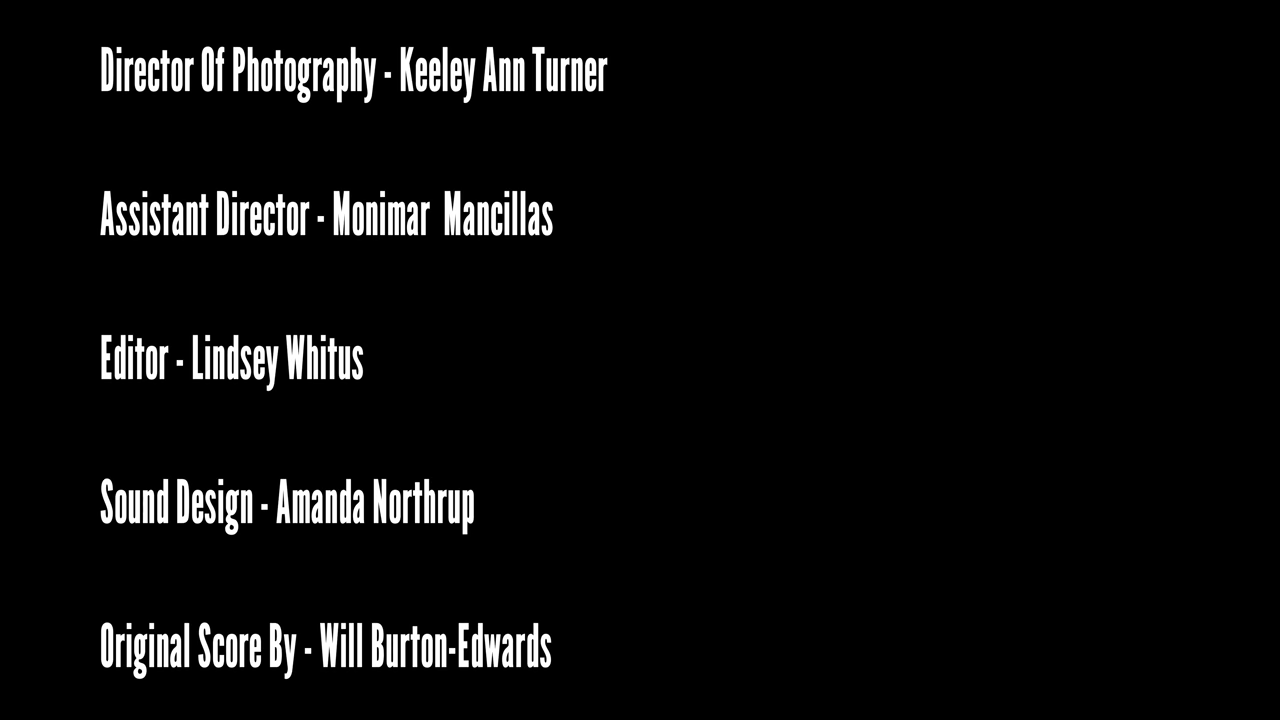 Director Of Photography - Keeley Ann Turner
Assistant Director - Monimar  Mancillas
Editor - Lindsey Whitus
Sound Design - Amanda Northrup
Original Score By - Will Burton-Edwards